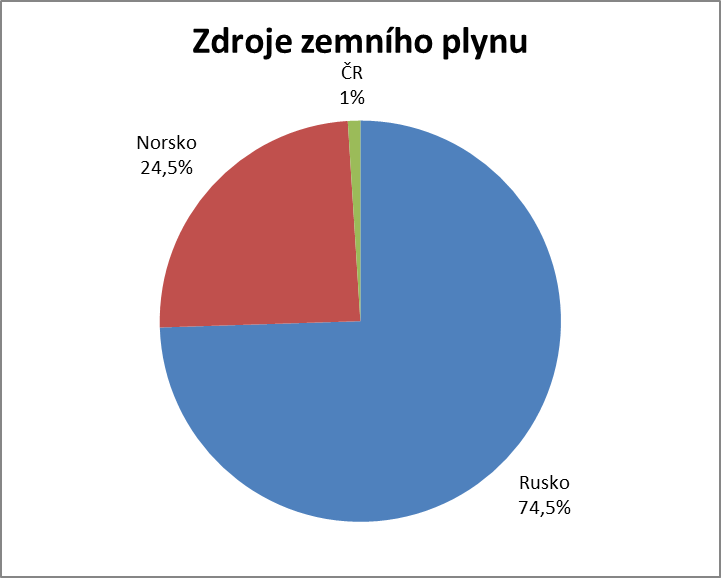 Zdroje zemního plynu
ČR
1%
Norsko
24,5%
Rusko
74,5%